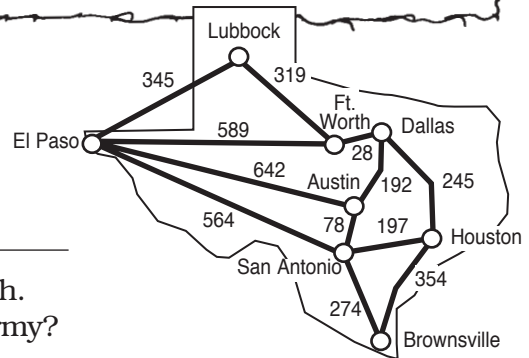 Lubbock
345
319
Ft.
Worth
Dallas
El Paso
589
28
642
Austin
192
245
564
78
197
Houston
San Antonio
354
274
Brownsville
h.
rmy?